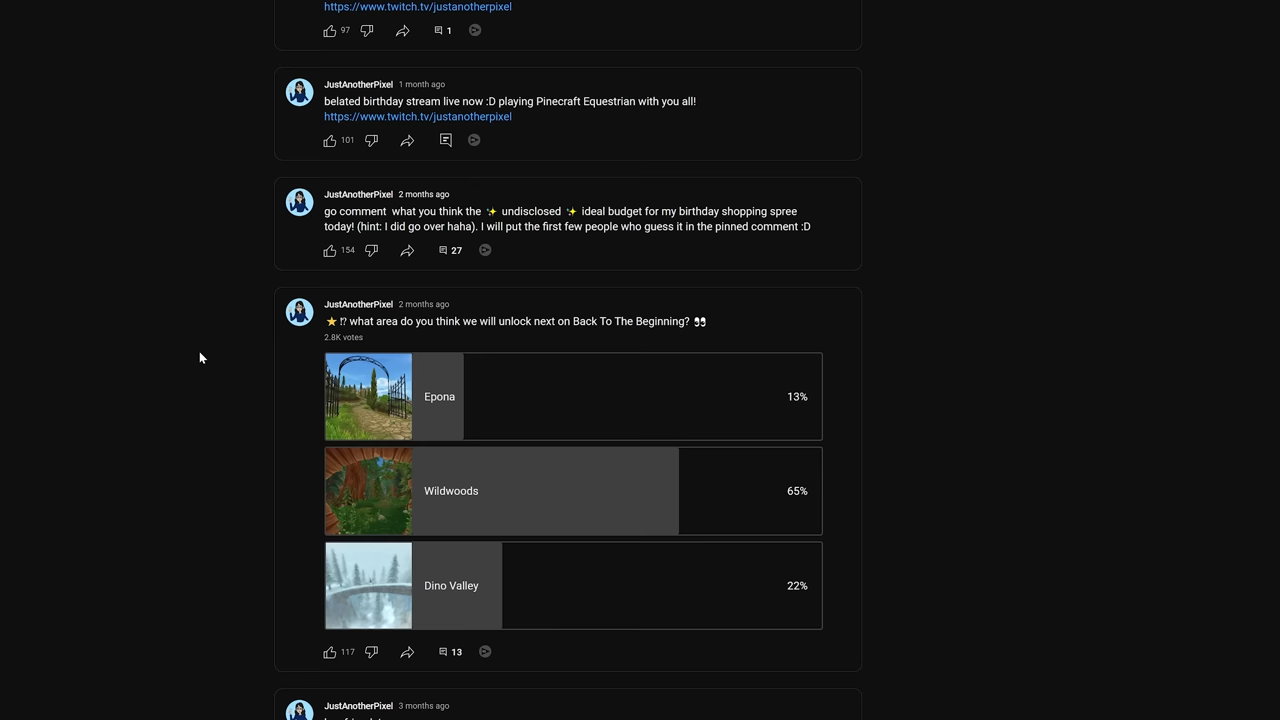 https://www.twitch.tv/justanotherpixel
97 1
JustAnotherPixel 1 month ago
belated birthday stream live now :D playing Pinecraft Equestrian with you all!
https://www.twitch.tv/justanotherpixel
101
JustAnotherPixel 2 months ago
go comment what you think the ✨ undisclosed ✨ ideal budget for my birthday shopping spree
today! (hint: I did go over haha). I will put the first few people who guess it in the pinned comment :D
154 27
JustAnotherPixel 2 months ago
⭐ ⁉ what area do you think we will unlock next on Back To The Beginning? 👀
2.8K votes
Epona 13%
Wildwoods 65%
Dino Valley 22%
117 13
JustAnotherPixel 3 months ago